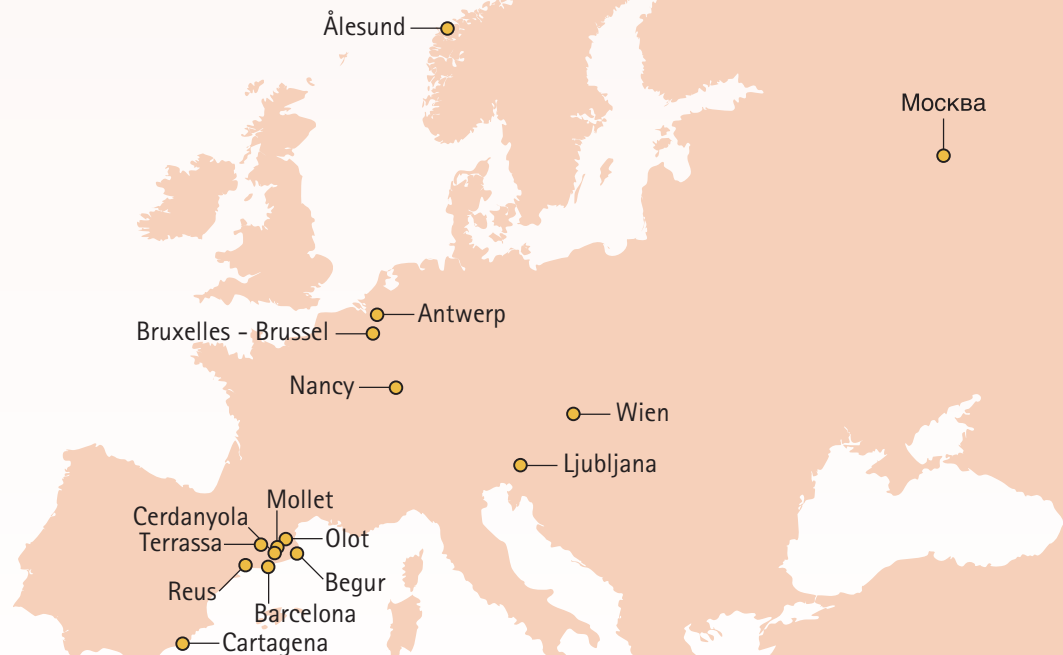 Ålesund
Москва
Antwerp
Bruxelles - Brussel
Nancy
Wien
Ljubljana
Mollet
Cerdanyola
Terrassa
Olot
Begur
Reus
Barcelona
Cartagena